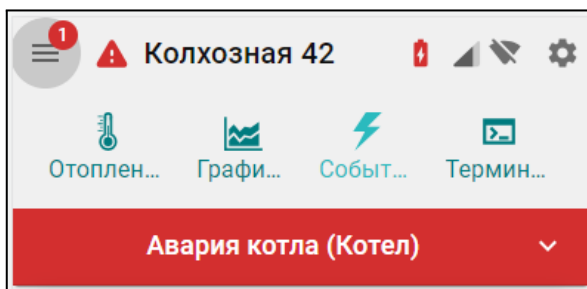 1
Колхозная 42
Отоплен... Графи... Событ... Термин...
Авария котла (Котел)